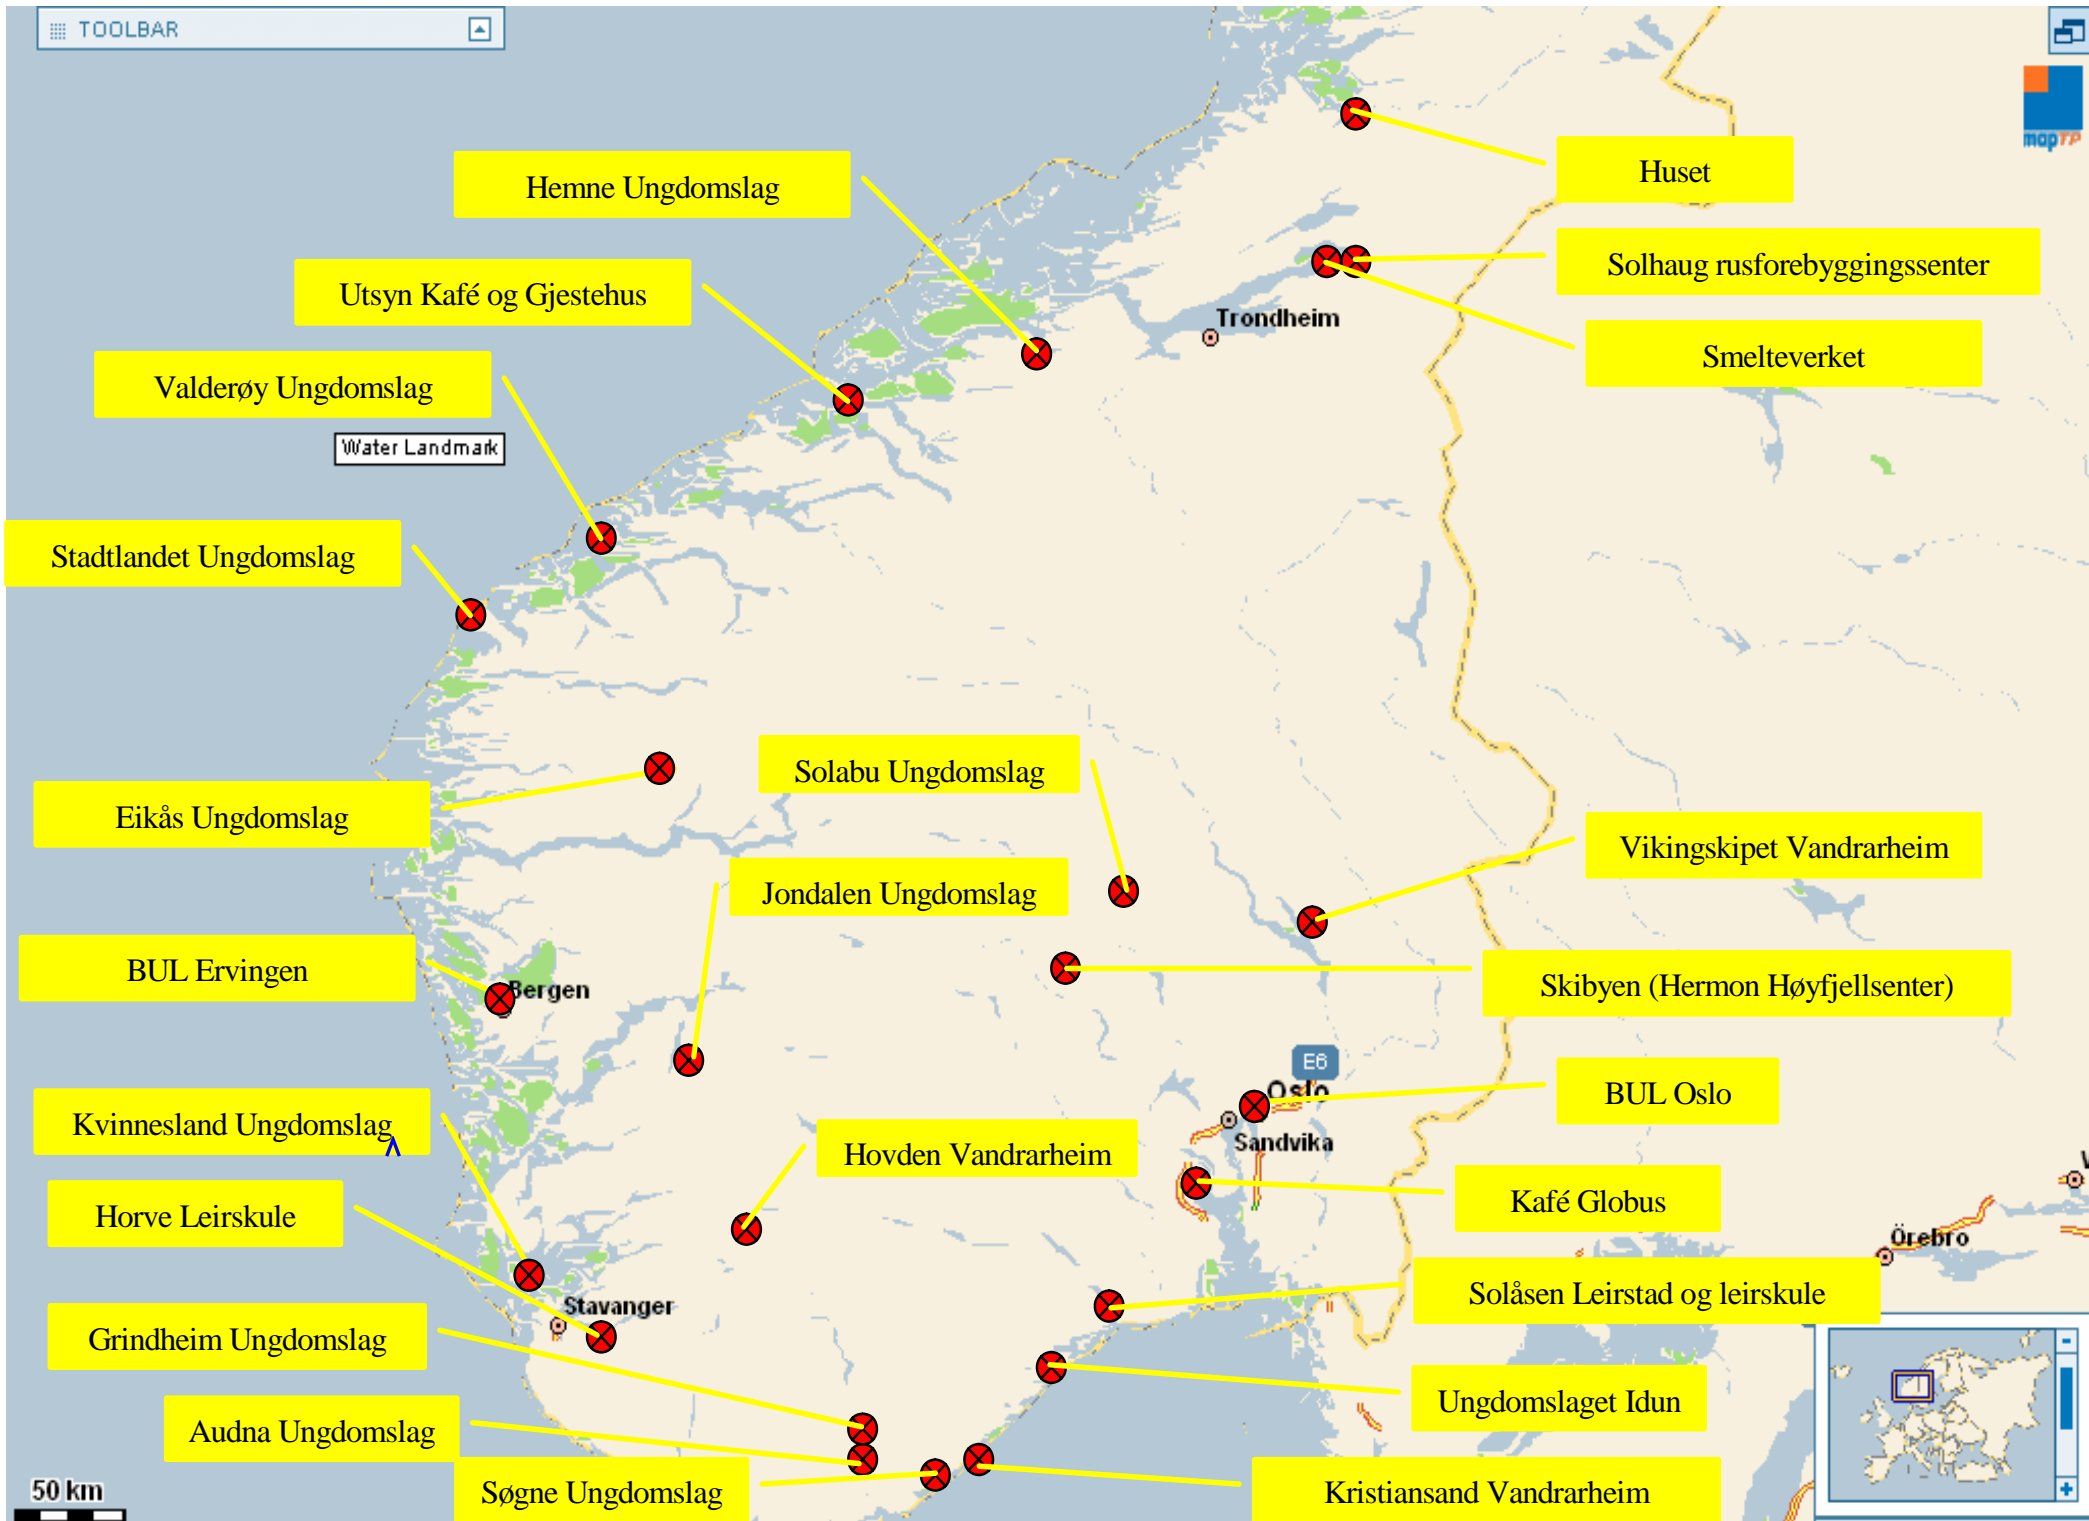 TOOLBAR
mapTP
Huset
Hemne Ungdomslag
Solhaug rusforebyggingssenter
Utsyn Kafé og Gjestehus
Trondheim
Smelteverket
Valderøy Ungdomslag
Water Landmark
Stadtlandet Ungdomslag
Solabu Ungdomslag
Eikås Ungdomslag
Vikingskipet Vandrarheim
Jondalen Ungdomslag
BUL Ervingen
Bergen
Skibyen (Hermon Høyfjellsenter)
E6
Oslo
BUL Oslo
Kvinnesland Ungdomslag
Sandvika
Hovden Vandrarheim
Kafé Globus
Horve Leirskule
Örebro
Solåsen Leirstad og leirskule
Stavanger
Grindheim Ungdomslag
Ungdomslaget Idun
Audna Ungdomslag
Søgne Ungdomslag
Kristiansand Vandrarheim
50 km